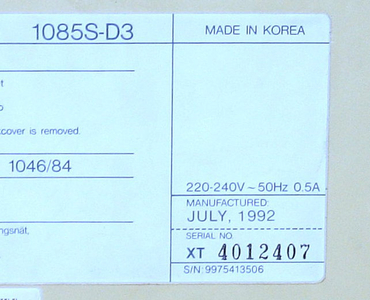 1085S-D3
MADE IN KOREA
cover is removed.
1046/84
220-240V ~ 50Hz 0.5A
MANUFACTURED:
JULY, 1992
SERIAL NO.
XT 4012407
S/N: 9975413506